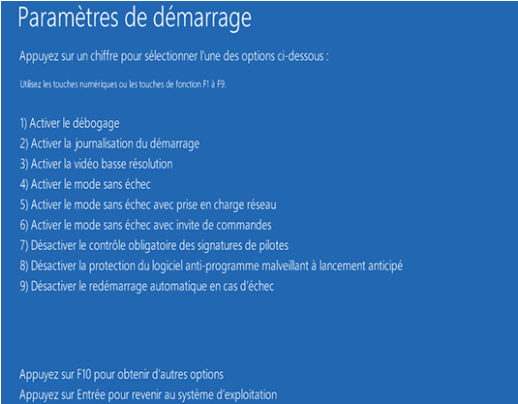 Paramètres de démarrage
Appuyez sur un chiffre pour sélectionner l'une des options ci-dessous :
Utilisez les touches numériques ou les touches de fonction F1 à F9.
1) Activer le débogage
2) Activer la journalisation du démarrage
3) Activer la vidéo basse résolution
4) Activer le mode sans échec
5) Activer le mode sans échec avec prise en charge réseau
6) Activer le mode sans échec avec invite de commandes
7) Désactiver le contrôle obligatoire des signatures de pilotes
8) Désactiver la protection du logiciel anti-programme malveillant à lancement anticipé
9) Désactiver le redémarrage automatique en cas d'échec
Appuyez sur F10 pour obtenir d'autres options
Appuyez sur Entrée pour revenir au système d'exploitation